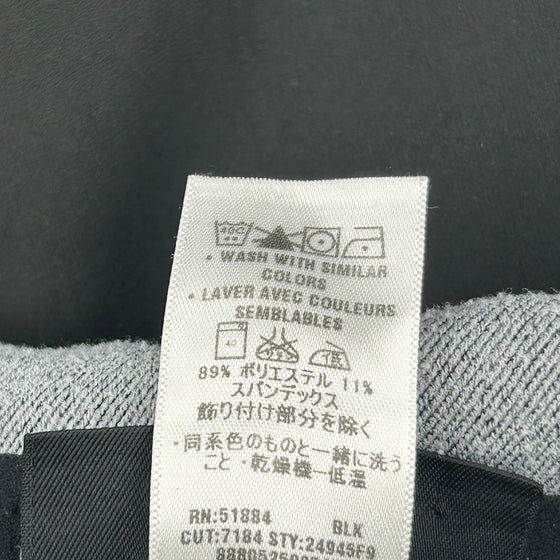 40C
• WASH WITH SIMILAR
COLORS
• LAVER AVEC COULEURS
SEMBLABLES
40 低
89% ポリエステル 11%
スパンデックス
飾り付け部分を除く
・同系色のものと一緒に洗う
こと・乾燥機一低温
RN:51884 BLK
CUT:7184 STY:24945F9